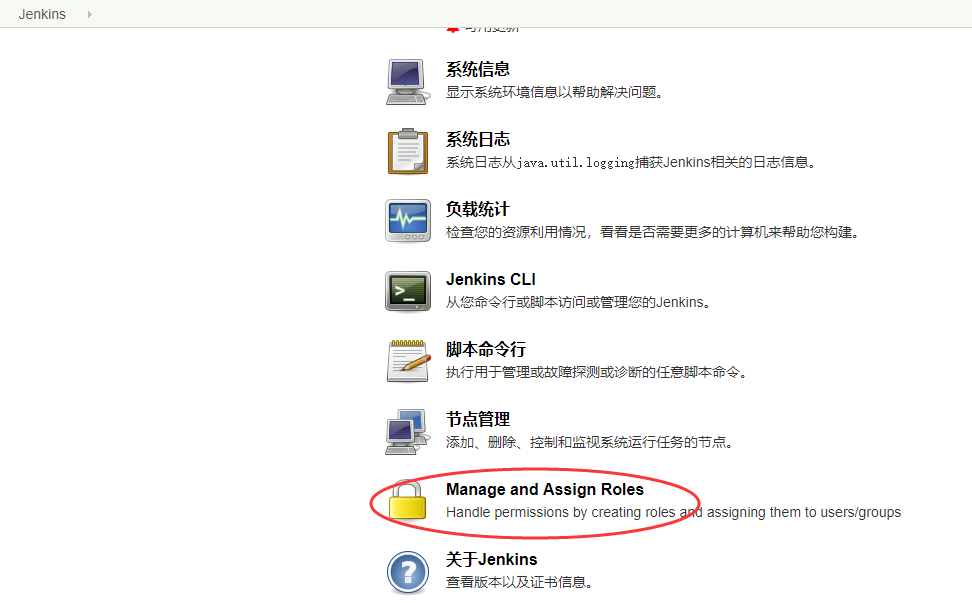 Jenkins
可用更新
系统信息
显示系统环境信息以帮助解决问题。
系统日志
系统日志从java.util.logging捕获Jenkins相关的日志信息。
负载统计
检查您的资源利用情况，看看是否需要更多的计算机来帮助您构建。
Jenkins CLI
从您命令行或脚本访问或管理您的Jenkins。
脚本命令行
执行用于管理或故障探测或诊断的任意脚本命令。
节点管理
添加、删除、控制和监视系统运行任务的节点。
Manage and Assign Roles
Handle permissions by creating roles and assigning them to users/groups
关于Jenkins
查看版本以及证书信息。